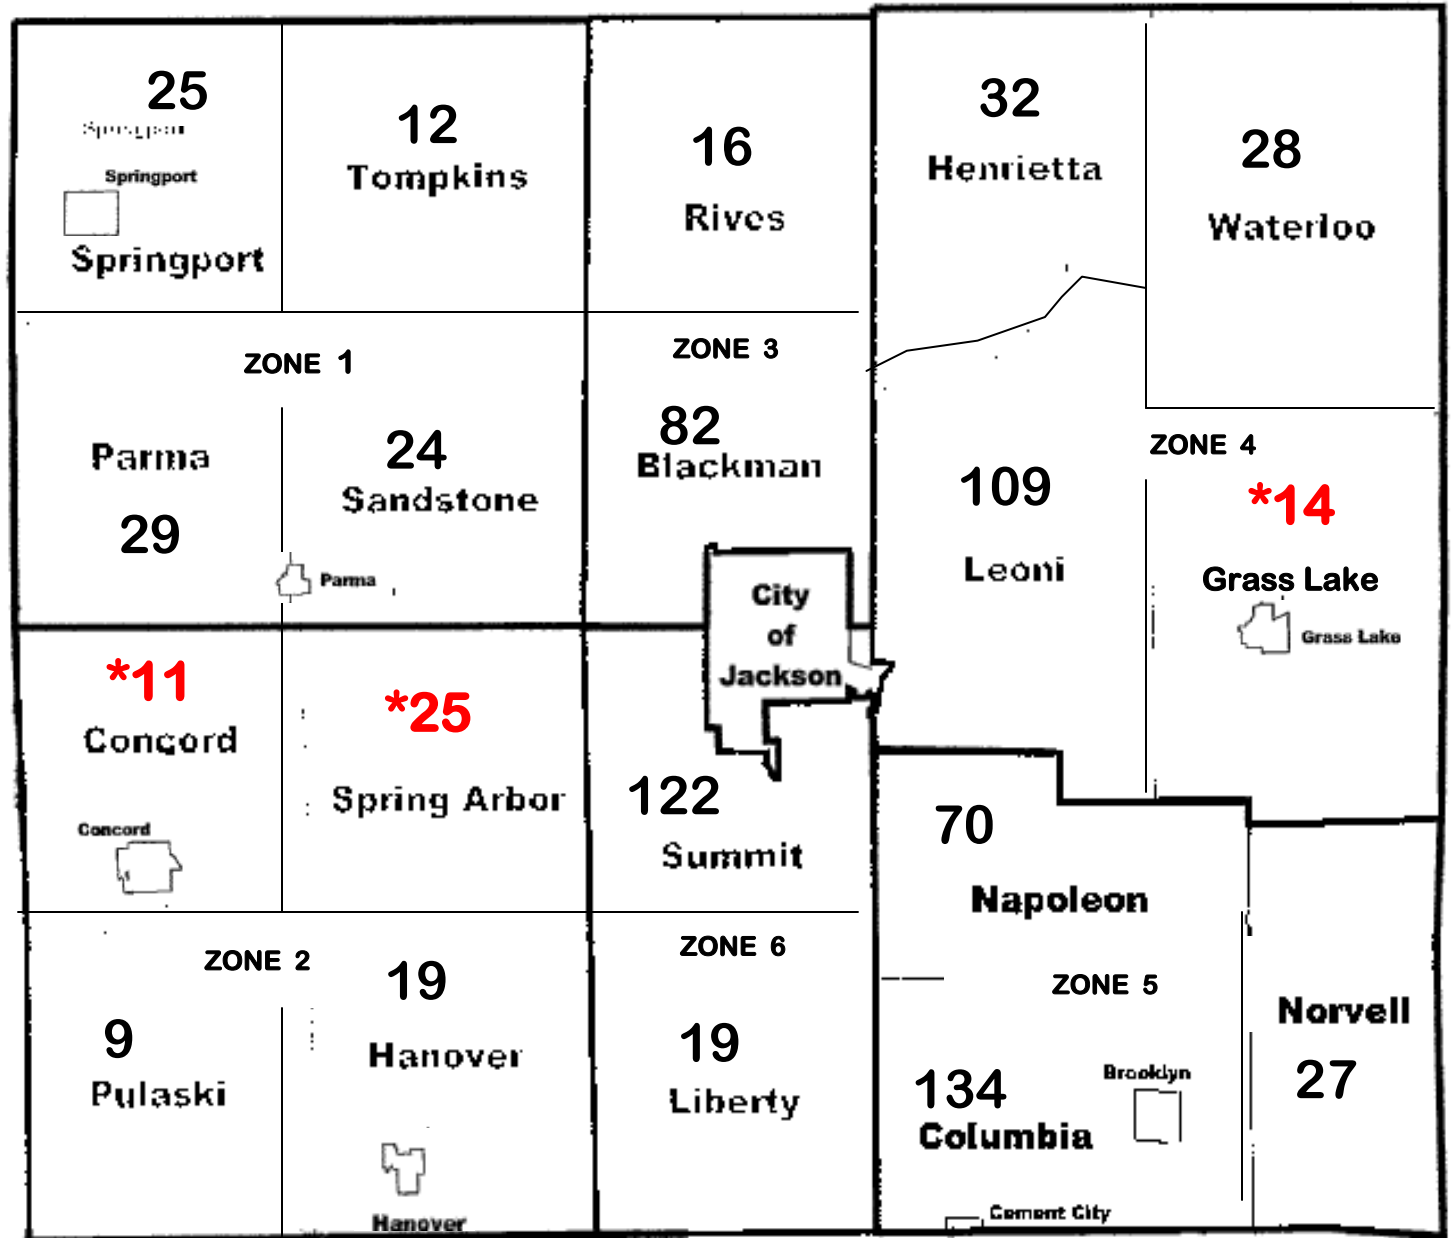 25
Springport
Springport
Springport
12
Tompkins
16
Rives
32
Henrietta
28
Waterloo
ZONE 1
Parma
29
24
Sandstone
Parma
ZONE 3
82
Blackman
City
of
Jackson
109
Leoni
ZONE 4
*14
Grass Lake
Grass Lake
*11
Concord
Concord
*25
Spring Arbor
122
Summit
70
Napoleon
ZONE 2
9
Pulaski
19
Hanover
Hanover
ZONE 6
19
Liberty
ZONE 5
134
Columbia
Brooklyn
Cement City
Norvell
27